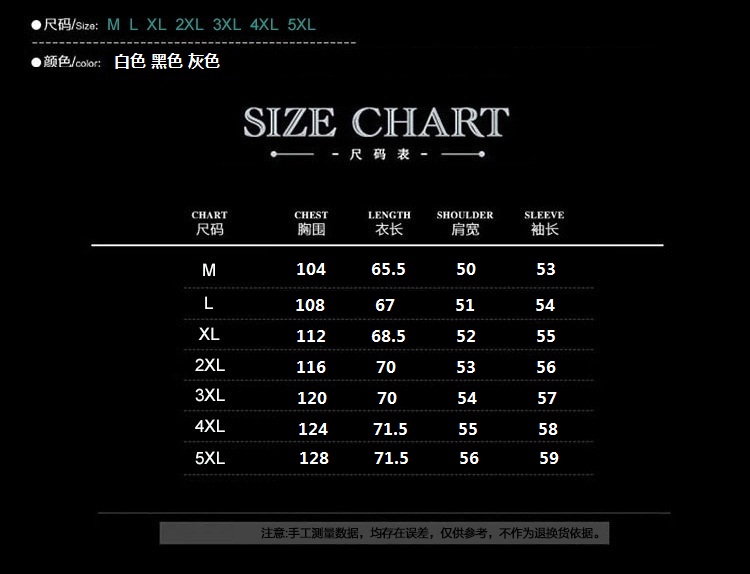 ●尺码/Size: M L XL 2XL 3XL 4XL 5XL
●颜色/color: 白色 黑色 灰色
SIZE CHART
- 尺 码 表 -
CHART CHEST LENGTH SHOULDER SLEEVE
尺码 胸围 衣长 肩宽 袖长
M 104 65.5 50 53
L 108 67 51 54
XL 112 68.5 52 55
2XL 116 70 53 56
3XL 120 70 54 57
4XL 124 71.5 55 58
5XL 128 71.5 56 59
注意:手工测量数据，均存在误差，仅供参考，不作为退换货依据。